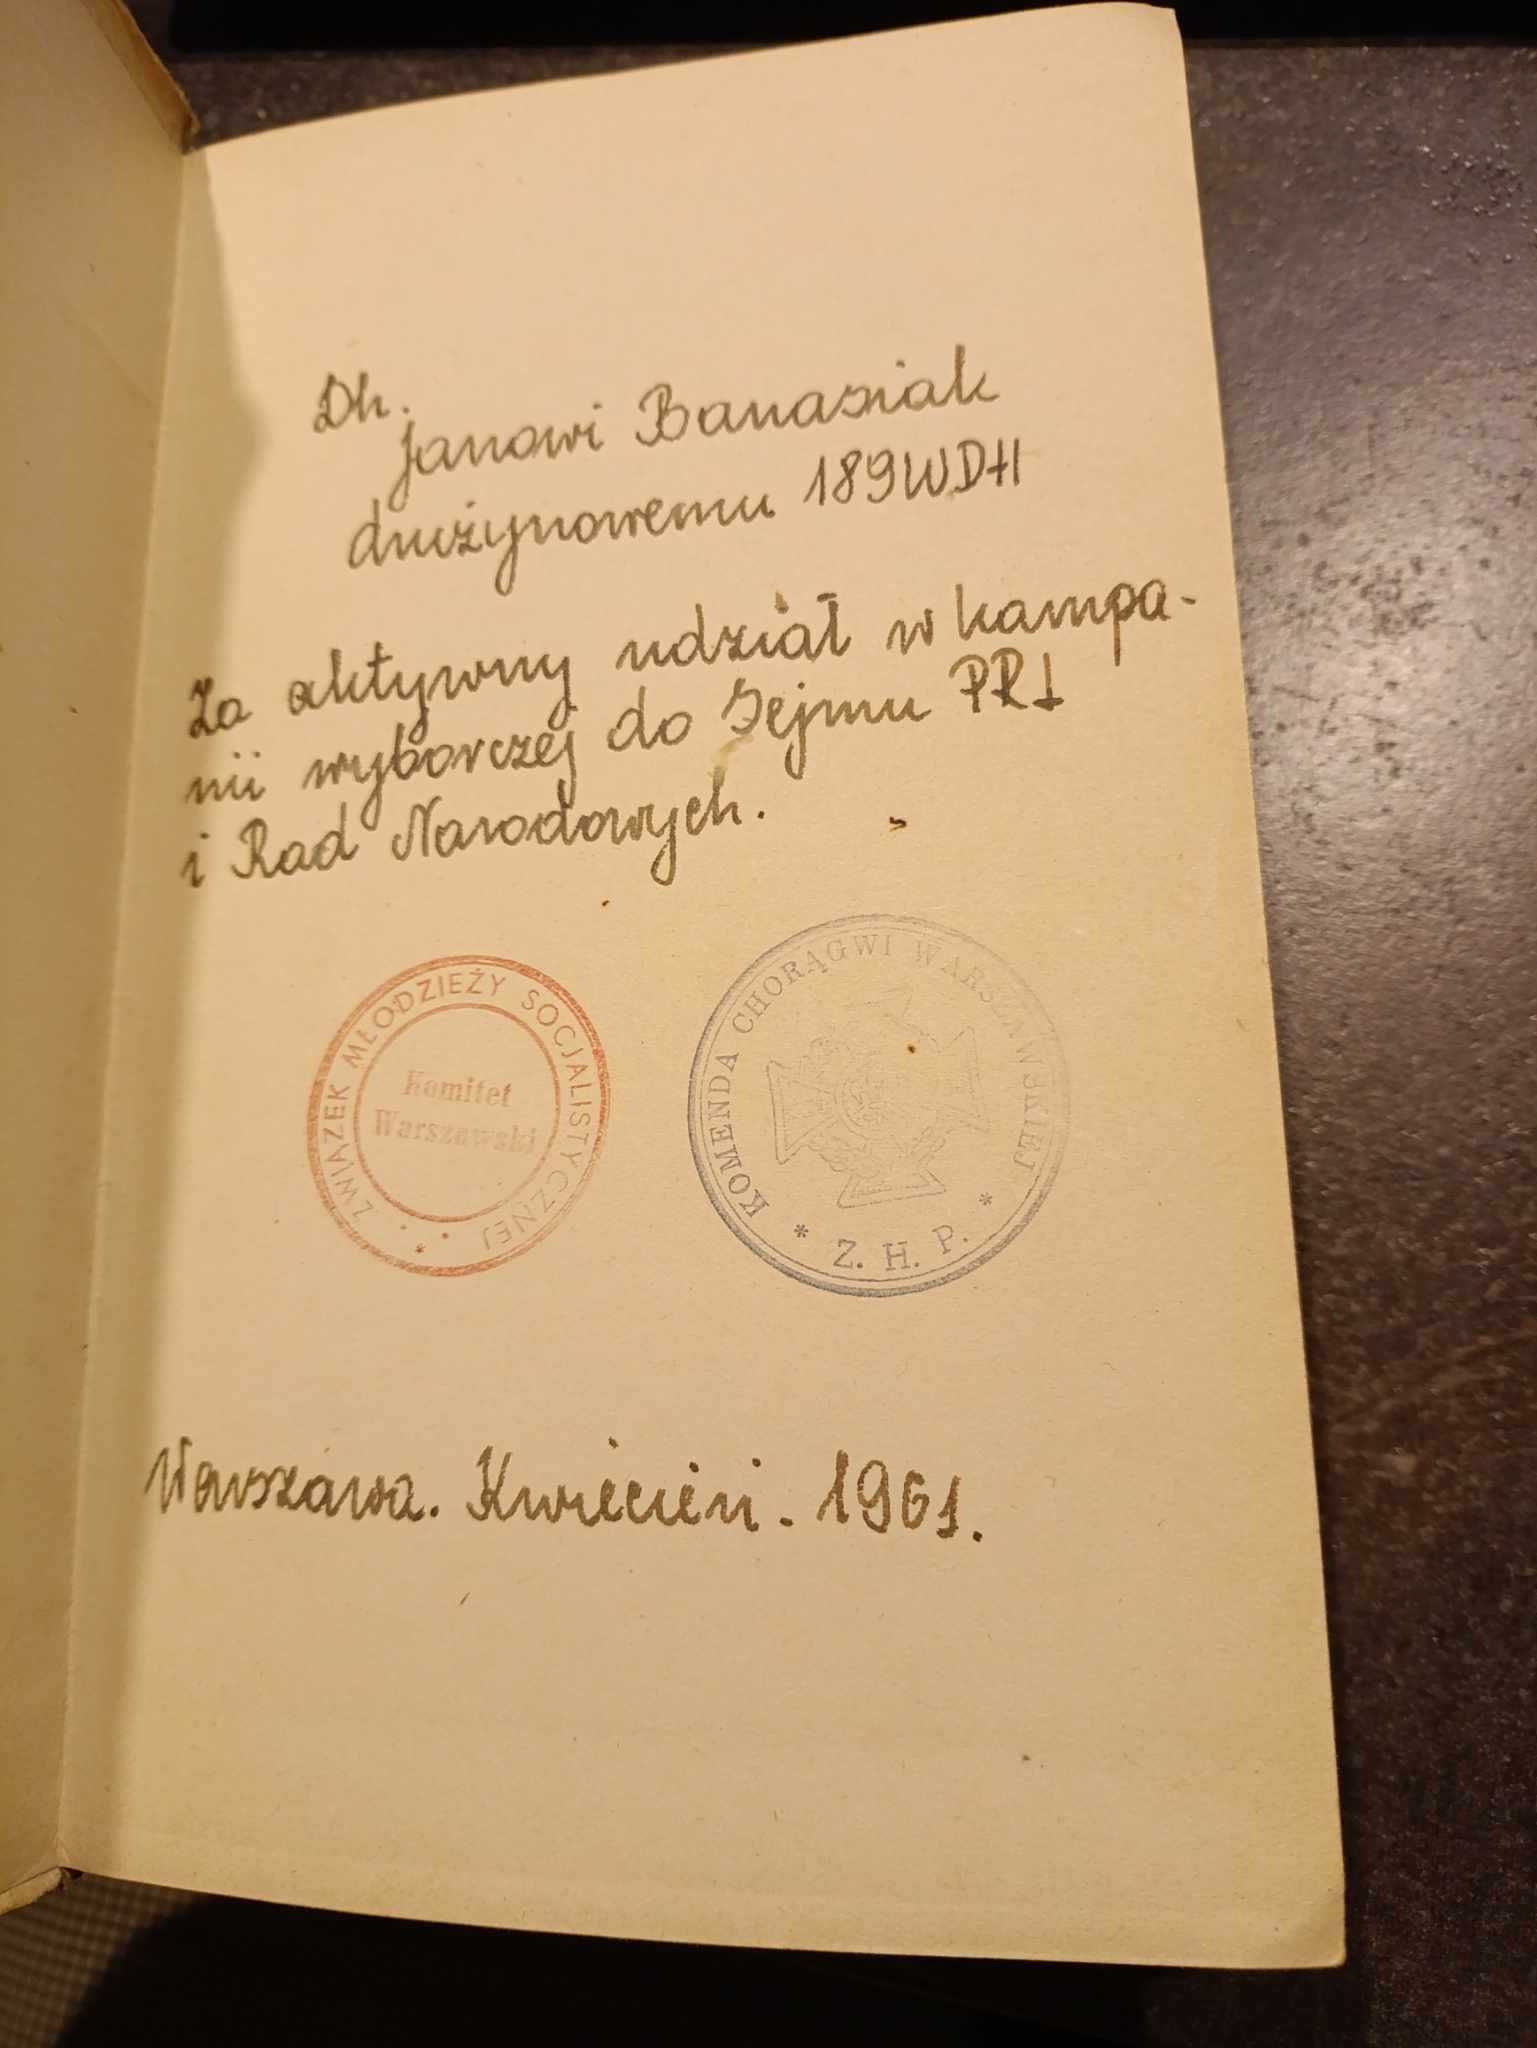 Dh.
Janowi Banasiak
drużynowemu 189 WDH
Za aktywny udział w kampa-
nii wyborczej do Sejmu PRL
i Rad Narodowych.
ZWIĄZEK MŁODZIEŻY SOCJALISTYCZNEJ
Komitet
Warszawski
KOMENDA CHORĄGWI WARSZAWSKIEJ
* Z. H. P. *
Warszawa. Kwiecień. 1961.